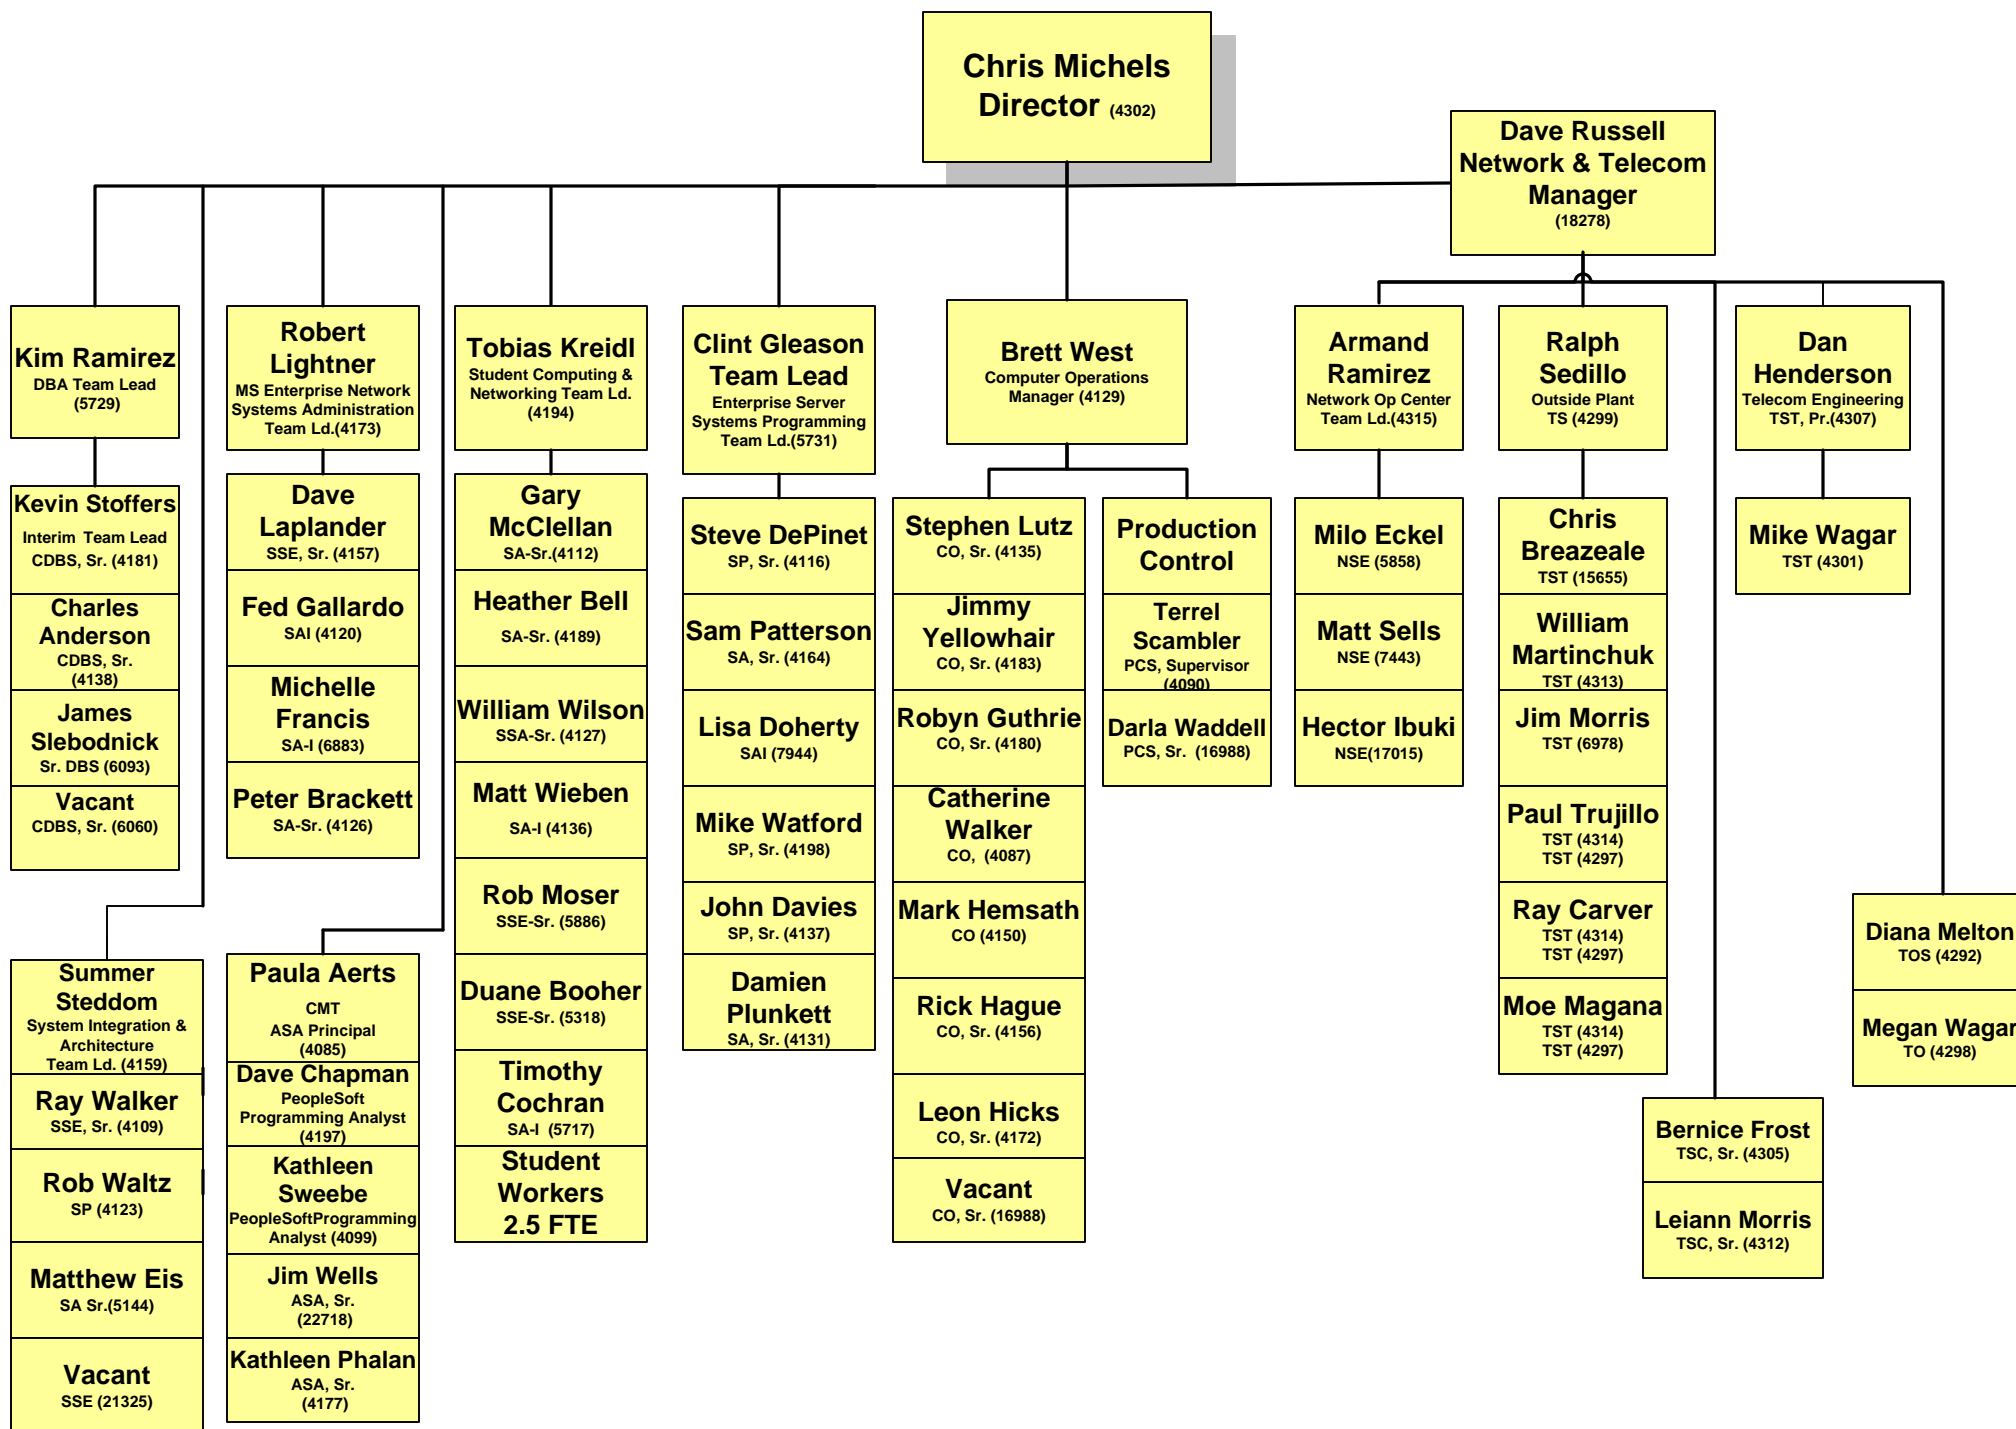 Chris Michels
Director (4302)
Dave Russell
Network & Telecom
Manager
(18278)
Kim Ramirez
DBA Team Lead
(5729)
Robert
Lightner
MS Enterprise Network
Systems Administration
Team Ld.(4173)
Tobias Kreidl
Student Computing &
Networking Team Ld.
(4194)
Clint Gleason
Team Lead
Enterprise Server
Systems Programming
Team Ld.(5731)
Brett West
Computer Operations
Manager (4129)
Armand
Ramirez
Network Op Center
Team Ld.(4315)
Ralph
Sedillo
Outside Plant
TS (4299)
Dan
Henderson
Telecom Engineering
TST, Pr.(4307)
Kevin Stoffers
Interim Team Lead
CDBS, Sr. (4181)
Charles
Anderson
CDBS, Sr.
(4138)
James
Slebodnick
Sr. DBS (6093)
Vacant
CDBS, Sr. (6060)
Dave
Laplander
SSE, Sr. (4157)
Fed Gallardo
SAI (4120)
Michelle
Francis
SA-I (6883)
Peter Brackett
SA-Sr. (4126)
Gary
McClellan
SA-Sr.(4112)
Heather Bell
SA-Sr. (4189)
William Wilson
SSA-Sr. (4127)
Matt Wieben
SA-I (4136)
Rob Moser
SSE-Sr. (5886)
Duane Booher
SSE-Sr. (5318)
Timothy
Cochran
SA-I (5717)
Student
Workers
2.5 FTE
Steve DePinet
SP, Sr. (4116)
Sam Patterson
SA, Sr. (4164)
Lisa Doherty
SAI (7944)
Mike Watford
SP, Sr. (4198)
John Davies
SP, Sr. (4137)
Damien
Plunkett
SA, Sr. (4131)
Stephen Lutz
CO, Sr. (4135)
Jimmy
Yellowhair
CO, Sr. (4183)
Robyn Guthrie
CO, Sr. (4180)
Catherine
Walker
CO, (4087)
Mark Hemsath
CO (4150)
Rick Hague
CO, Sr. (4156)
Leon Hicks
CO, Sr. (4172)
Vacant
CO, Sr. (16988)
Production
Control
Terrel
Scambler
PCS, Supervisor
(4090)
Darla Waddell
PCS, Sr. (16988)
Milo Eckel
NSE (5858)
Matt Sells
NSE (7443)
Hector Ibuki
NSE(17015)
Chris
Breazeale
TST (15655)
William
Martinchuk
TST (4313)
Jim Morris
TST (6978)
Paul Trujillo
TST (4314)
TST (4297)
Ray Carver
TST (4314)
TST (4297)
Moe Magana
TST (4314)
TST (4297)
Mike Wagar
TST (4301)
Diana Melton
TOS (4292)
Megan Wagar
TO (4298)
Bernice Frost
TSC, Sr. (4305)
Leiann Morris
TSC, Sr. (4312)
Summer
Steddom
System Integration &
Architecture
Team Ld. (4159)
Ray Walker
SSE, Sr. (4109)
Rob Waltz
SP (4123)
Matthew Eis
SA Sr.(5144)
Vacant
SSE (21325)
Paula Aerts
CMT
ASA Principal
(4085)
Dave Chapman
PeopleSoft
Programming Analyst
(4197)
Kathleen
Sweebe
PeopleSoftProgramming
Analyst (4099)
Jim Wells
ASA, Sr.
(22718)
Kathleen Phalan
ASA, Sr.
(4177)